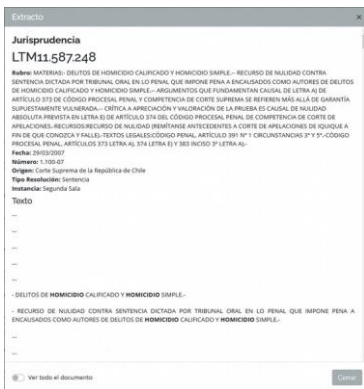 Extracto ×
Jurisprudencia
LTM11.587.248
Rubro: MATERIAS:- DELITOS DE HOMICIDIO CALIFICADO Y HOMICIDIO SIMPLE.-- RECURSO DE NULIDAD CONTRA
SENTENCIA DICTADA POR TRIBUNAL ORAL EN LO PENAL QUE IMPONE PENA A ENCAUSADOS COMO AUTORES DE DELITOS
DE HOMICIDIO CALIFICADO Y HOMICIDIO SIMPLE.-- ARGUMENTOS QUE FUNDAMENTAN CAUSAL DE LETRA A) DE
ARTÍCULO 373 DE CÓDIGO PROCESAL PENAL Y COMPETENCIA DE CORTE SUPREMA SE REFIEREN MÁS ALLÁ DE GARANTÍA
SUPUESTAMENTE VULNERADA.-- CRÍTICA A APRECIACIÓN Y VALORACIÓN DE LA PRUEBA ES CAUSAL DE NULIDAD
ABSOLUTA PREVISTA EN LETRA E) DE ARTÍCULO 374 DEL CÓDIGO PROCESAL PENAL DE COMPETENCIA DE CORTE DE
APELACIONES.-RECURSOS:RECURSO DE NULIDAD (REMÍTANSE ANTECEDENTES A CORTE DE APELACIONES DE IQUIQUE A
FIN DE QUE CONOZCA Y FALLE).-TEXTOS LEGALES:CÓDIGO PENAL, ARTÍCULO 391 N° 1 CIRCUNSTANCIAS 3ª Y 5ª.-CÓDIGO
PROCESAL PENAL, ARTÍCULOS 373 LETRA A), 374 LETRA E) Y 383 INCISO 3º LETRA A).-
Fecha: 29/03/2007
Número: 1.100-07
Origen: Corte Suprema de la República de Chile
Tipo Resolución: Sentencia
Instancia: Segunda Sala
Texto
...
...
...
...
...
- DELITOS DE HOMICIDIO CALIFICADO Y HOMICIDIO SIMPLE.-
- RECURSO DE NULIDAD CONTRA SENTENCIA DICTADA POR TRIBUNAL ORAL EN LO PENAL QUE IMPONE PENA A
ENCAUSADOS COMO AUTORES DE DELITOS DE HOMICIDIO CALIFICADO Y HOMICIDIO SIMPLE.-
...
...
Ver todo el documento
Cerrar